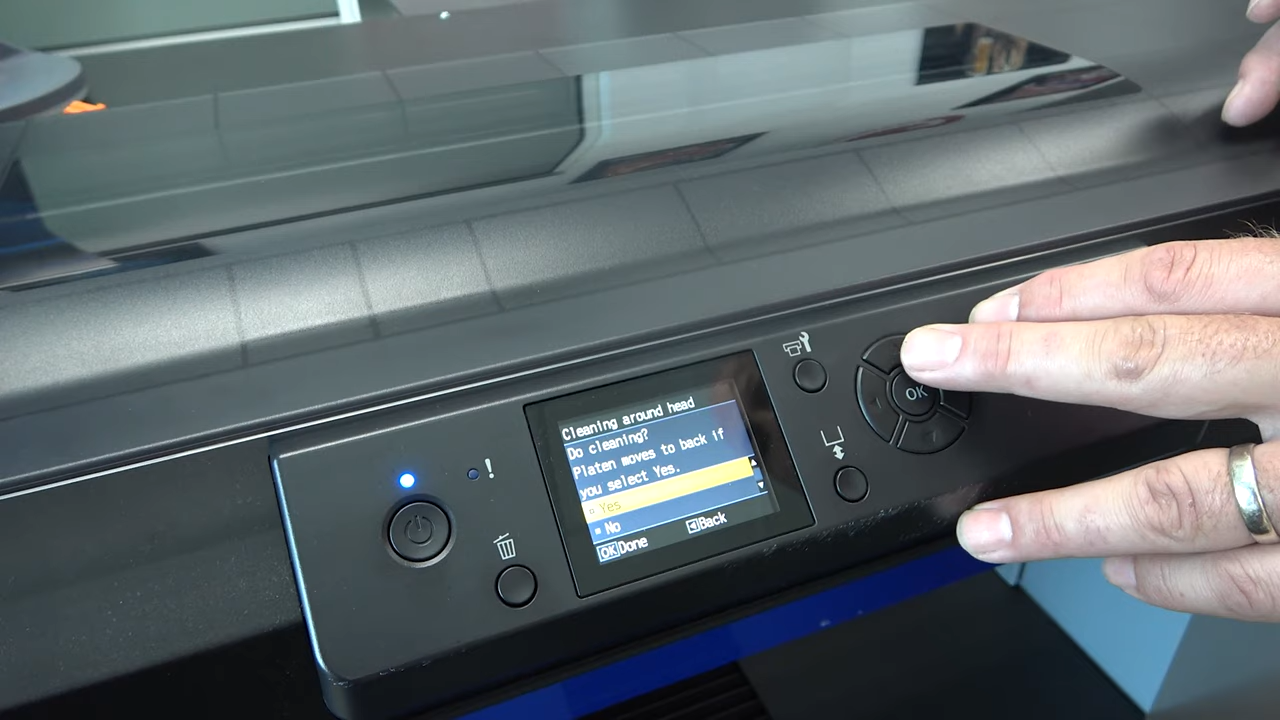 Cleaning around head
Do cleaning?
Platen moves to back if
you select Yes.
Yes
No
OK Done
Back
!
OK